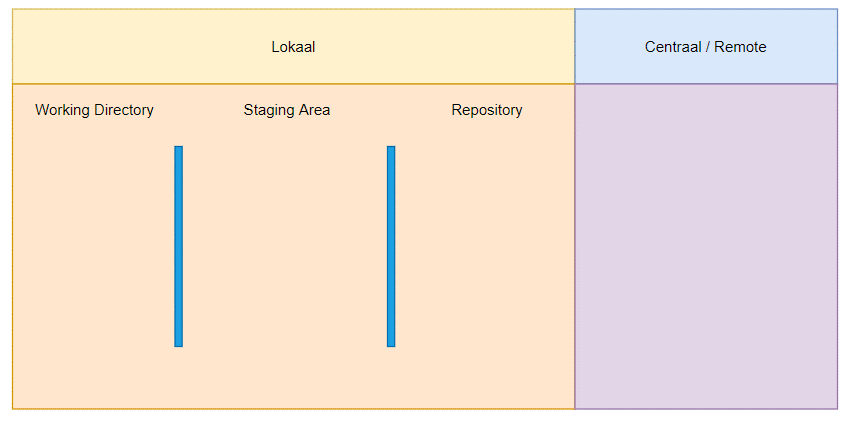 Lokaal
Centraal / Remote
Working Directory
Staging Area
Repository